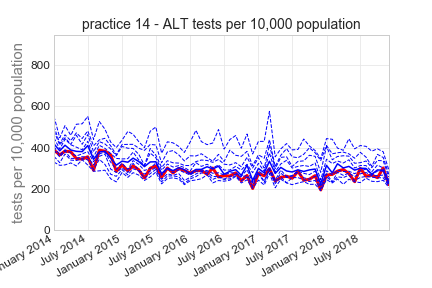 practice 14 - ALT tests per 10,000 population
tests per 10,000 population
800
600
400
200
0
nuary 2014
July 2014
January 2015
July 2015
January 2016
July 2016
January 2017
July 2017
January 2018
July 2018